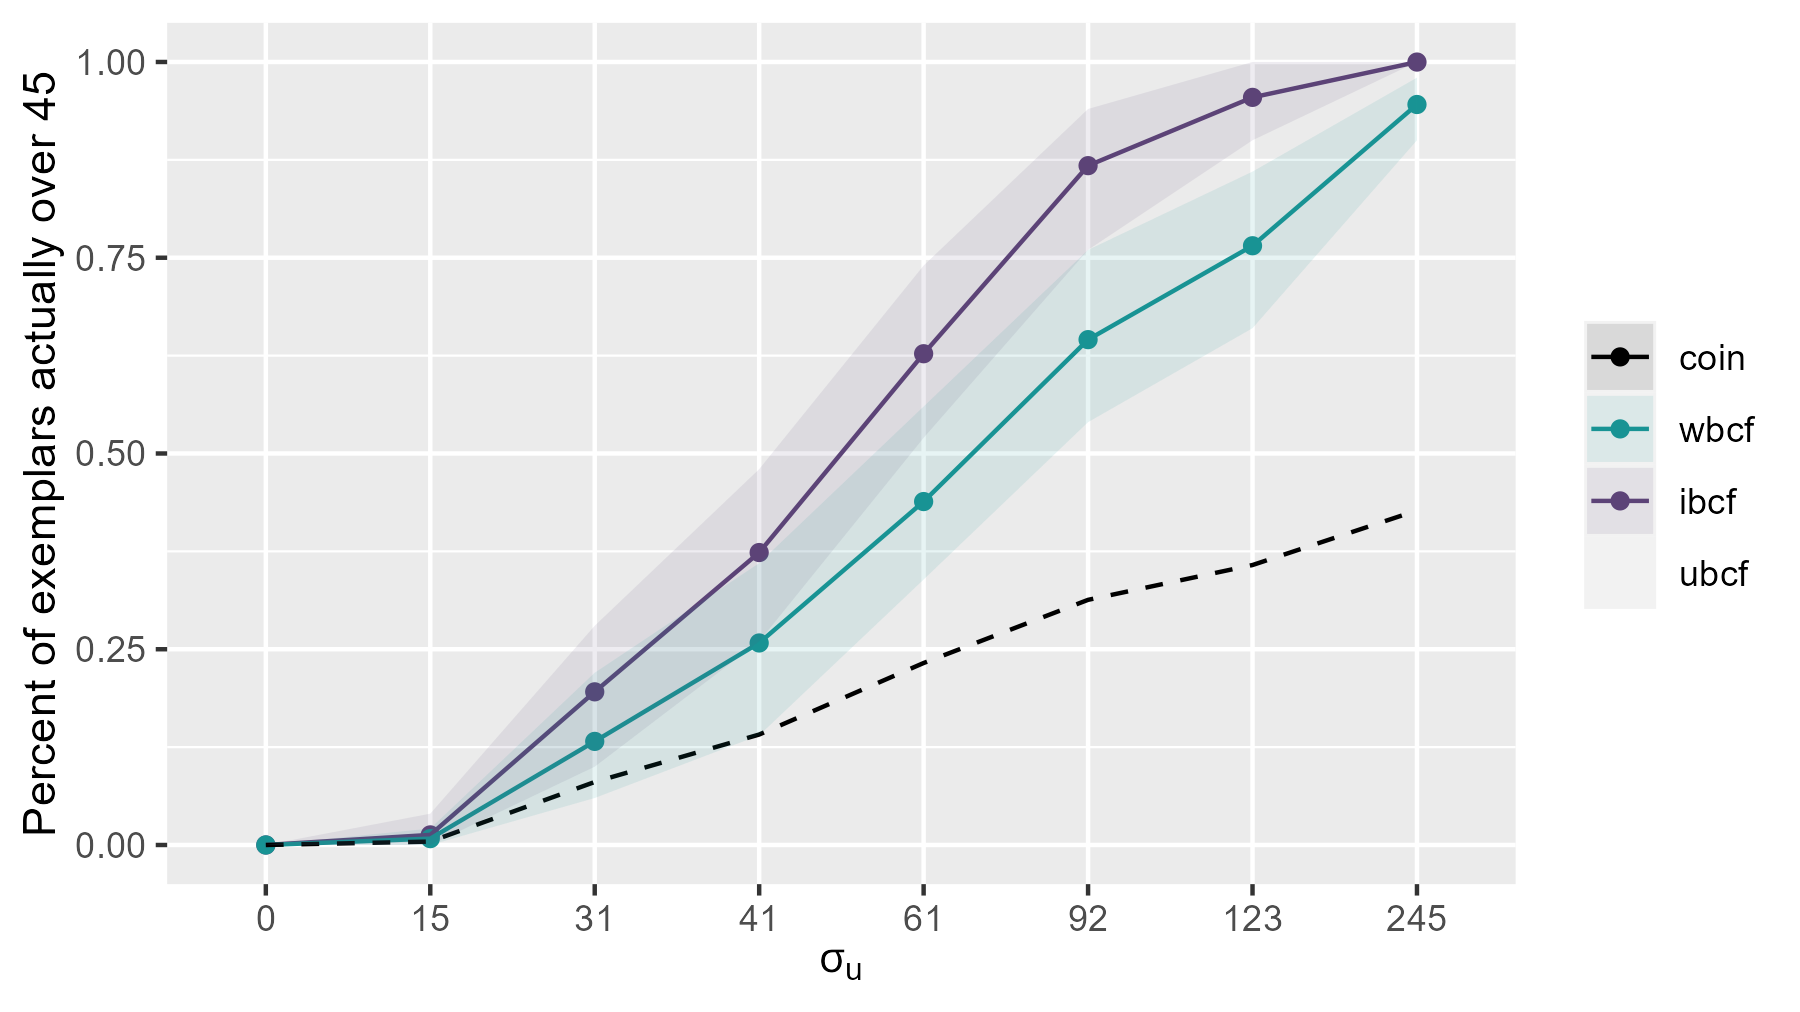 Percent of exemplars actually over 45
1.00
0.75
0.50
0.25
0.00
0 15 31 41 61 92 123 245
σu
coin
wbcf
ibcf
ubcf